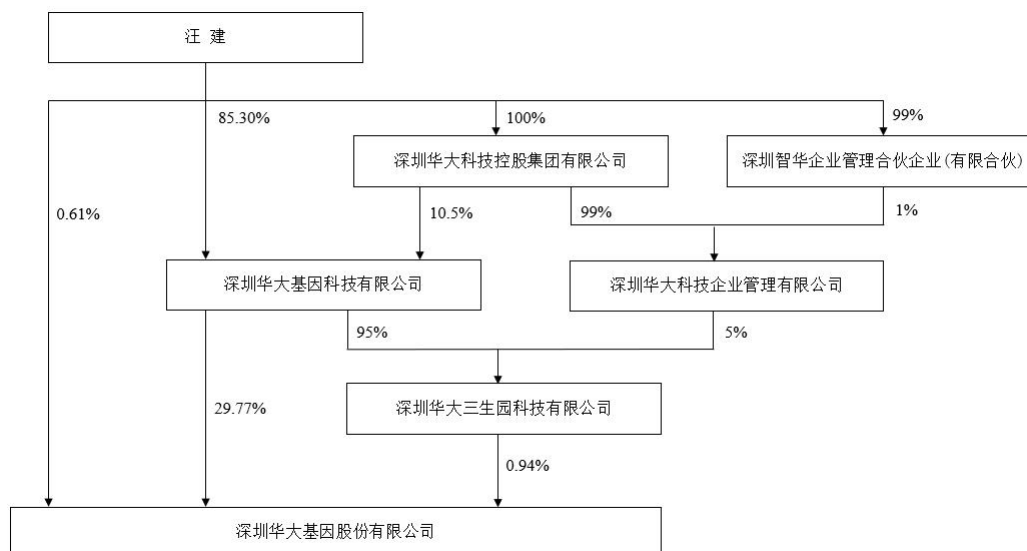 汪 建
85.30%
100%
99%
深圳华大科技控股集团有限公司
深圳智华企业管理合伙企业(有限合伙)
0.61%
10.5%
99%
1%
深圳华大基因科技有限公司
深圳华大科技企业管理有限公司
95%
5%
深圳华大三生园科技有限公司
29.77%
0.94%
深圳华大基因股份有限公司